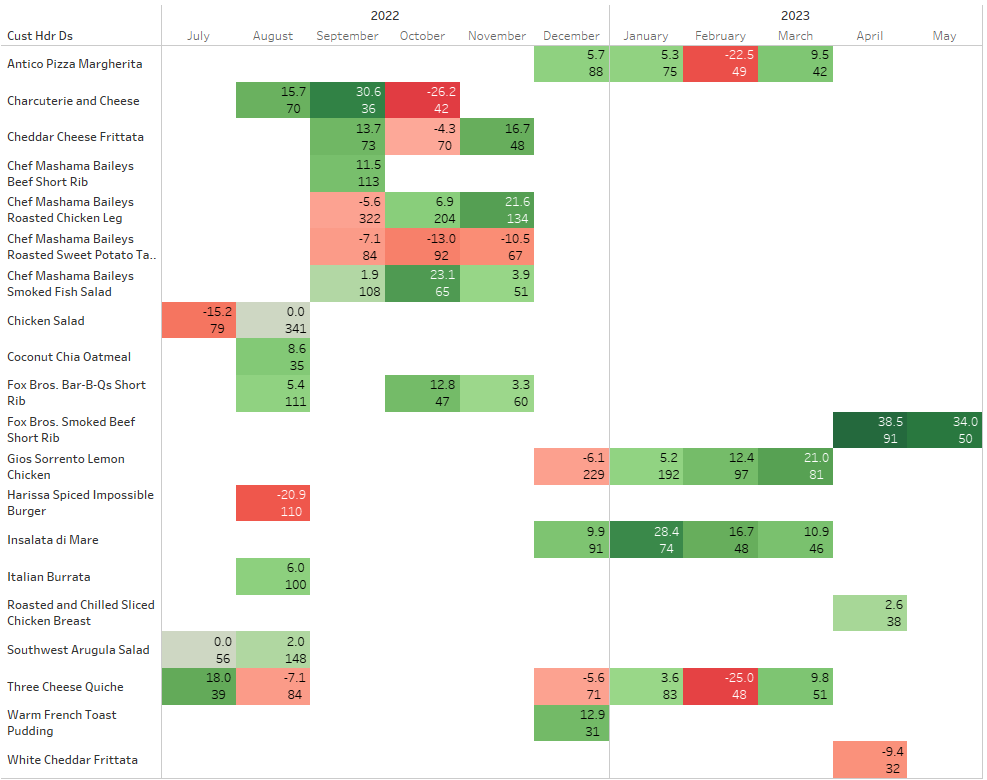 2022 2023
Cust Hdr Ds July August September October November December January February March April May
Antico Pizza Margherita 5.7 5.3 -22.5 9.5
88 75 49 42
Charcuterie and Cheese 15.7 30.6 -26.2
70 36 42
Cheddar Cheese Frittata 13.7 -4.3 16.7
73 70 48
Chef Mashama Baileys 11.5
Beef Short Rib 113
Chef Mashama Baileys -5.6 6.9 21.6
Roasted Chicken Leg 322 204 134
Chef Mashama Baileys -7.1 -13.0 -10.5
Roasted Sweet Potato Ta.. 84 92 67
Chef Mashama Baileys 1.9 23.1 3.9
Smoked Fish Salad 108 65 51
Chicken Salad -15.2 0.0
79 341
Coconut Chia Oatmeal 8.6
35
Fox Bros. Bar-B-Qs Short 5.4 12.8 3.3
Rib 111 47 60
Fox Bros. Smoked Beef 38.5 34.0
Short Rib 91 50
Gios Sorrento Lemon -6.1 5.2 12.4 21.0
Chicken 229 192 97 81
Harissa Spiced Impossible -20.9
Burger 110
Insalata di Mare 9.9 28.4 16.7 10.9
91 74 48 46
Italian Burrata 6.0
100
Roasted and Chilled Sliced 2.6
Chicken Breast 38
Southwest Arugula Salad 0.0 2.0
56 148
Three Cheese Quiche 18.0 -7.1 -5.6 3.6 -25.0 9.8
39 84 71 83 48 51
Warm French Toast 12.9
Pudding 31
White Cheddar Frittata -9.4
32